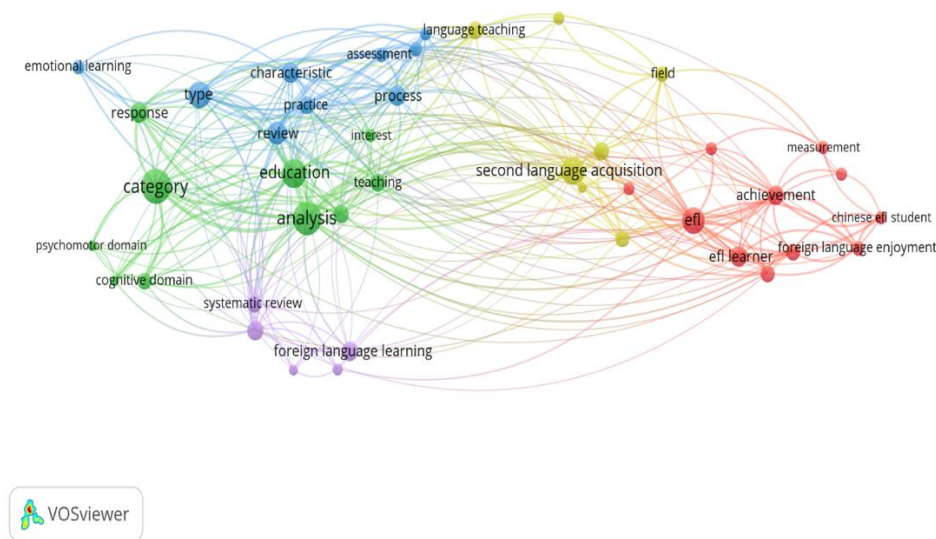 language teaching
assessment
emotional learning
characteristic
field
type
practice
process
response
review
interest
measurement
second language acquisition
education
teaching
category
achievement
analysis
efl
chinese efl student
psychomotor domain
foreign language enjoyment
efl learner
cognitive domain
systematic review
foreign language learning
VOSviewer